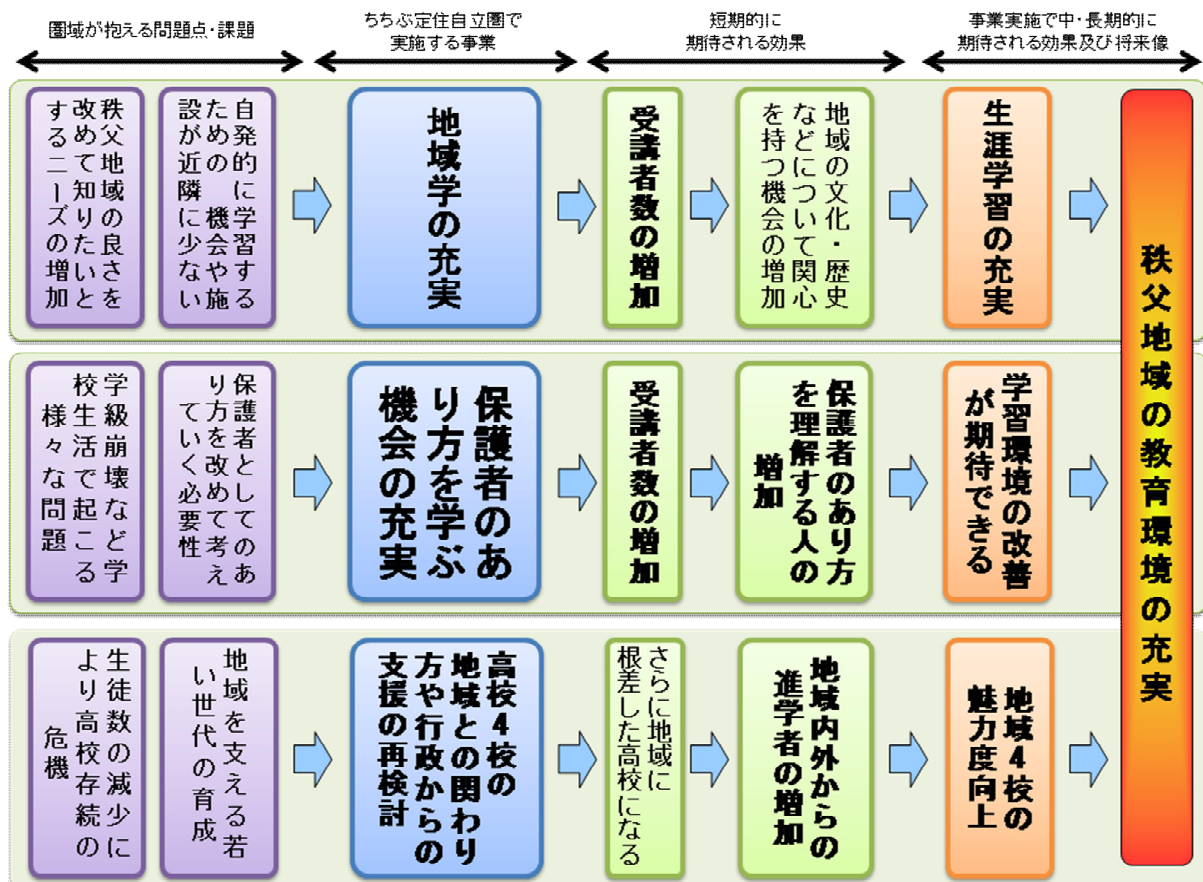 圏域が抱える問題点・課題
ちちぶ定住自立圏で
実施する事業
短期的に
期待される効果
事業実施で中・長期的に
期待される効果及び将来像
秩父地域の良さを
改めて知りたいと
するニーズの増加
自発的に学習する
ための機会や施
設が近隣に少ない
地域学の充実
受講者数の増加
地域の文化・歴史
などについて関心
を持つ機会の増加
生涯学習の充実
学級崩壊など学
校生活で起こる
様々な問題
保護者としてのあ
り方を改めて考え
ていく必要性
保護者のあ
り方を学ぶ
機会の充実
受講者数の増加
保護者のあり方
を理解する人の
増加
学習環境の改善
が期待できる
生徒数の減少に
より高校存続の
危機
地域を支える若
い世代の育成
高校4校の
地域との関わり
方や行政からの
支援の再検討
さらに地域に
根差した高校になる
地域内外からの
進学者の増加
地域4校の
魅力度向上
秩父地域の教育環境の充実